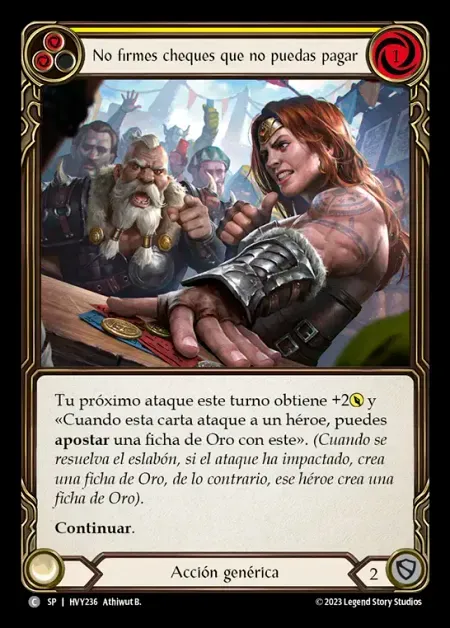 No firmes cheques que no puedas pagar
1
Tu próximo ataque este turno obtiene +2 y
«Cuando esta carta ataque a un héroe, puedes
apostar una ficha de Oro con este». (Cuando se
resuelva el eslabón, si el ataque ha impactado, crea
una ficha de Oro, de lo contrario, ese héroe crea una
ficha de Oro).
Continuar.
Acción genérica
2
C SP | HVY236 Athiwut B.
© 2023 Legend Story Studios